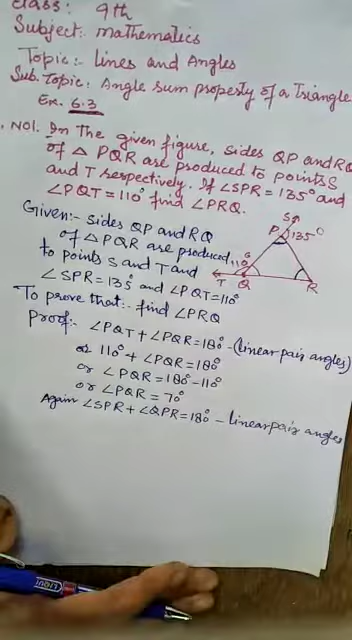 Class: 9th
Subject: Mathematics
Topic:- Lines and Angles
Sub. Topic:- Angle sum property of a Triangle
Ex. 6.3
No1. In the given figure, sides QP and RQ
of △ PQR are produced to points S
and T respectively. If ∠SPR = 135° and
∠PQT = 110° find ∠PRQ.
Given:- Sides QP and RQ
of △PQR are produced
to points S and T and
∠SPR = 135° and ∠PQT = 110°
S
P
135°
110°
T
Q
R
To prove that:- find ∠PRQ
Proof:- ∠PQT + ∠PQR = 180° - (linear pair angles)
or 110° + ∠PQR = 180°
or ∠PQR = 180° - 110°
or ∠PQR = 70°
Again ∠SPR + ∠QPR = 180° - linear pair angles